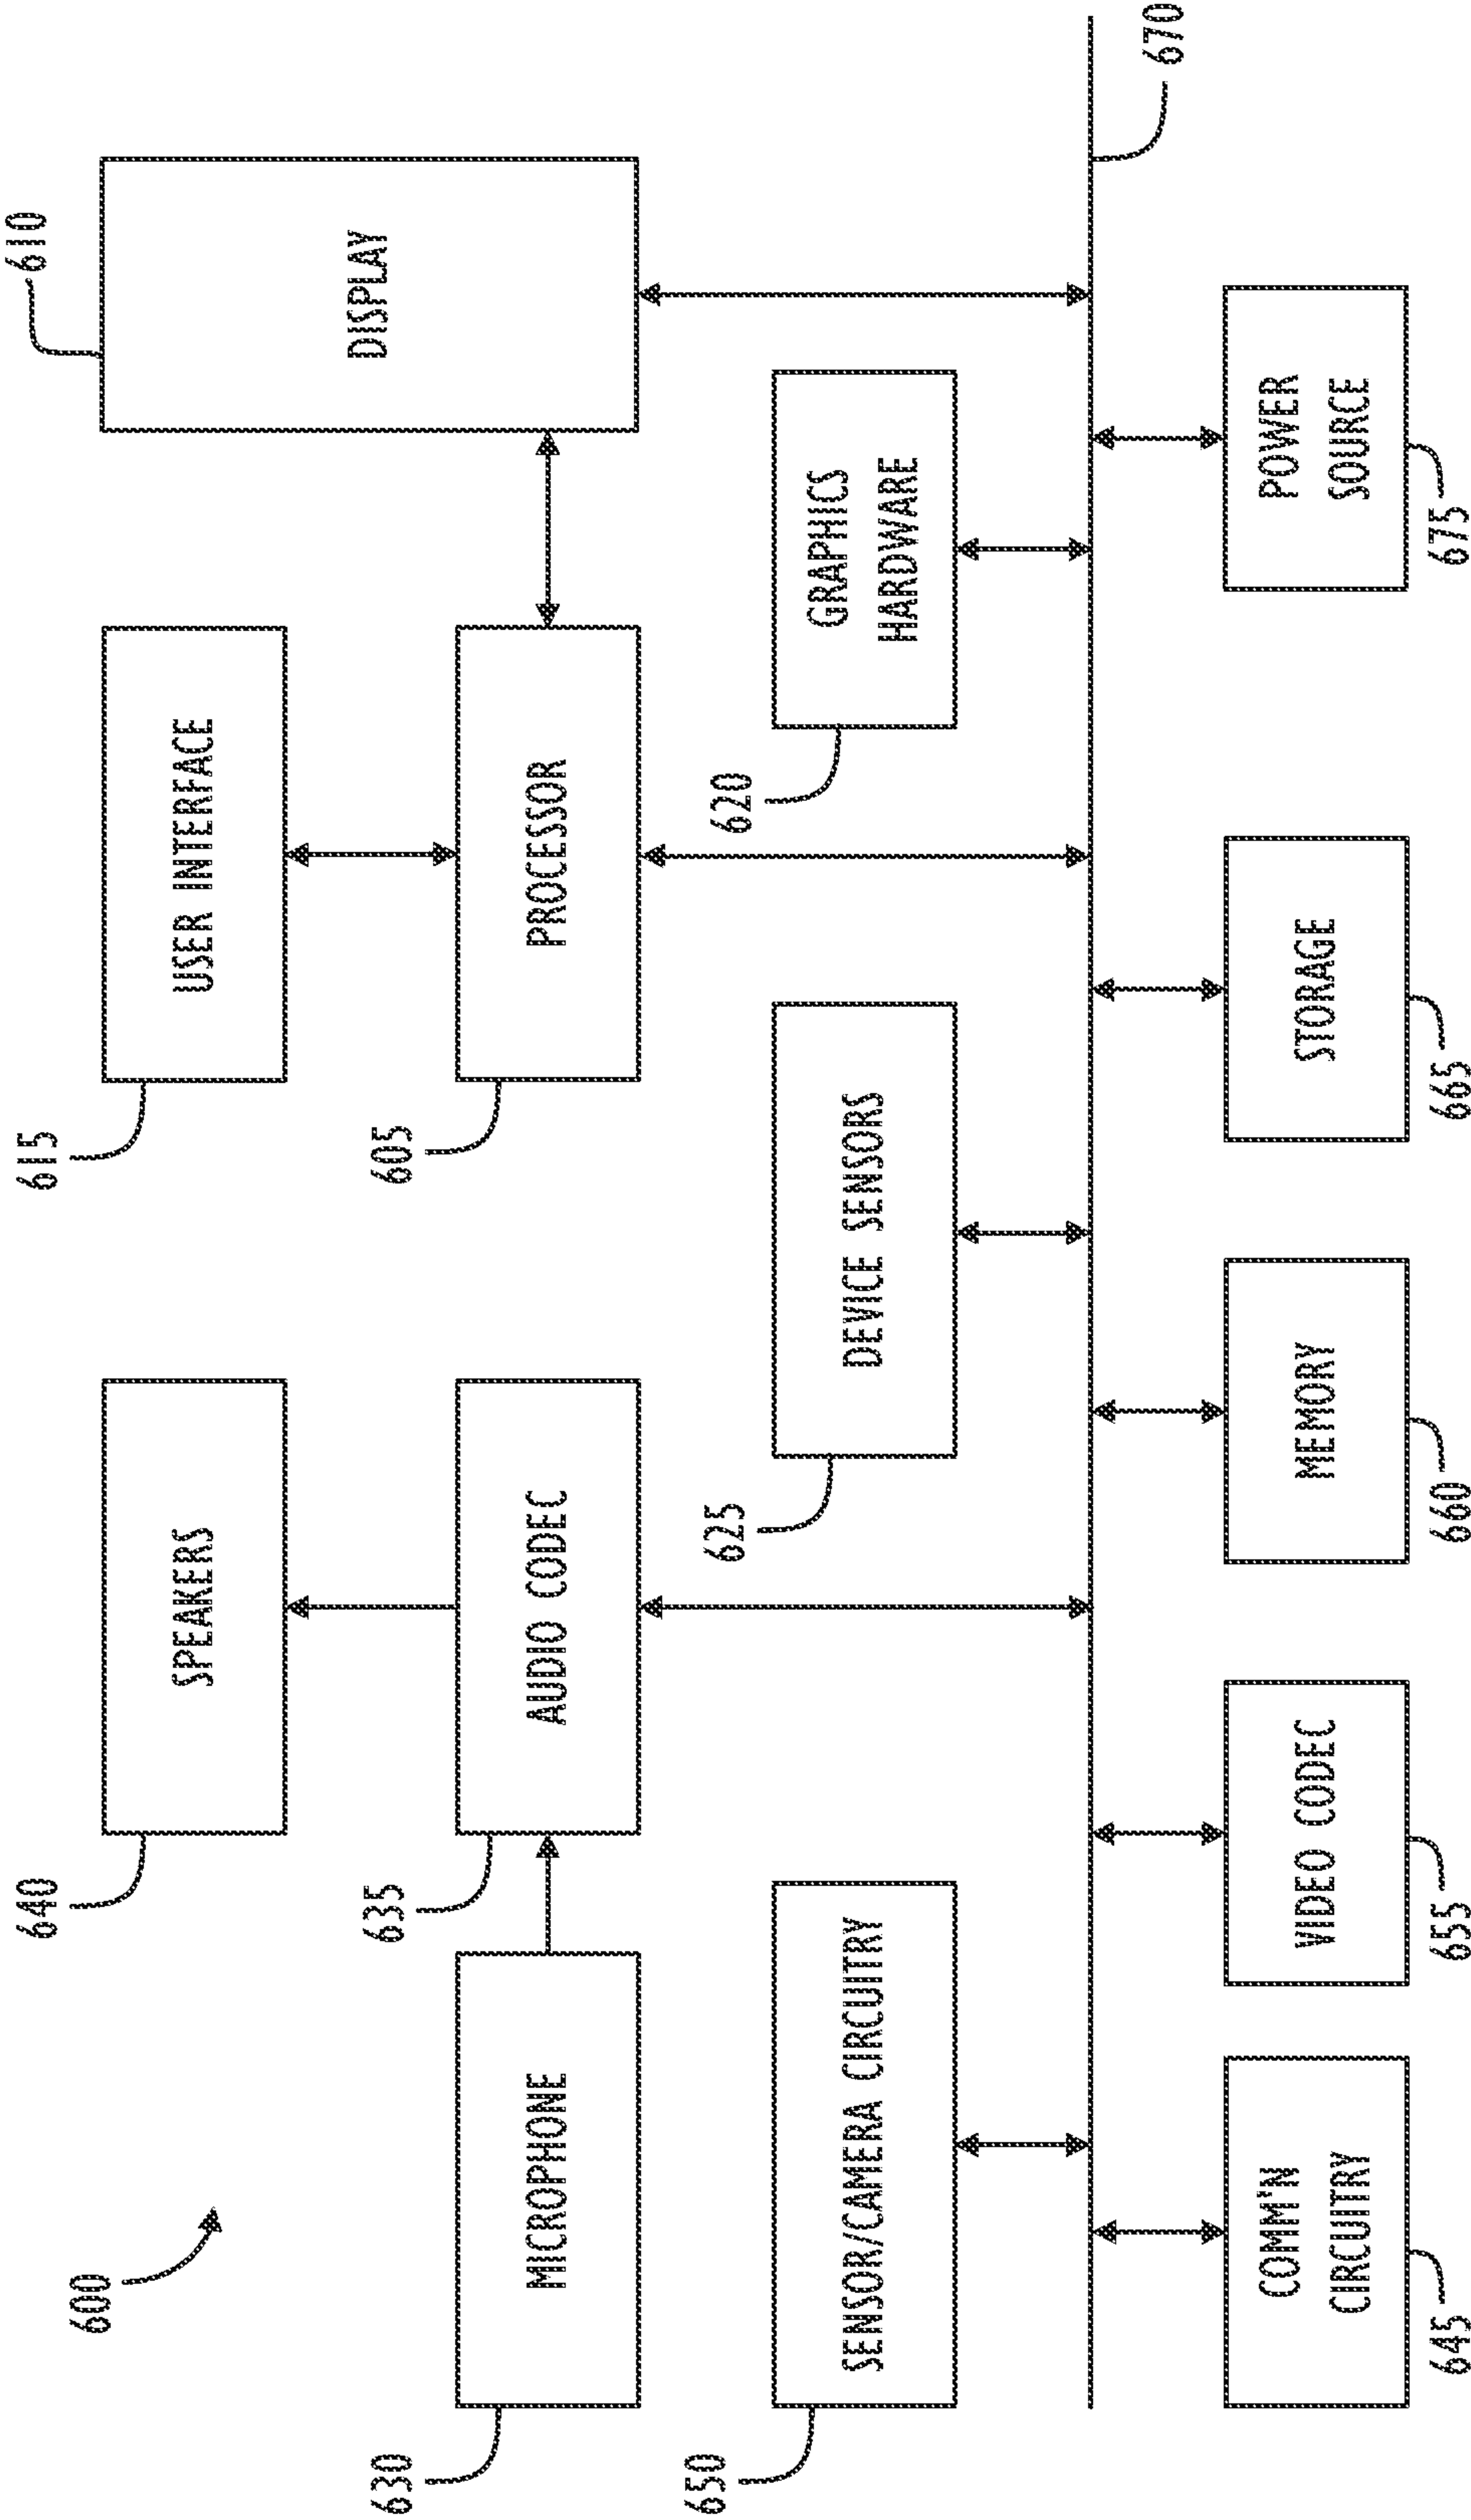 600
640
SPEAKERS
615
USER INTERFACE
610
DISPLAY
630
MICROPHONE
635
AUDIO CODEC
605
PROCESSOR
650
SENSOR/CAMERA CIRCUITRY
625
DEVICE SENSORS
620
GRAPHICS
HARDWARE
670
COMM'N
CIRCUITRY
645
VIDEO CODEC
655
MEMORY
660
STORAGE
665
POWER
SOURCE
675